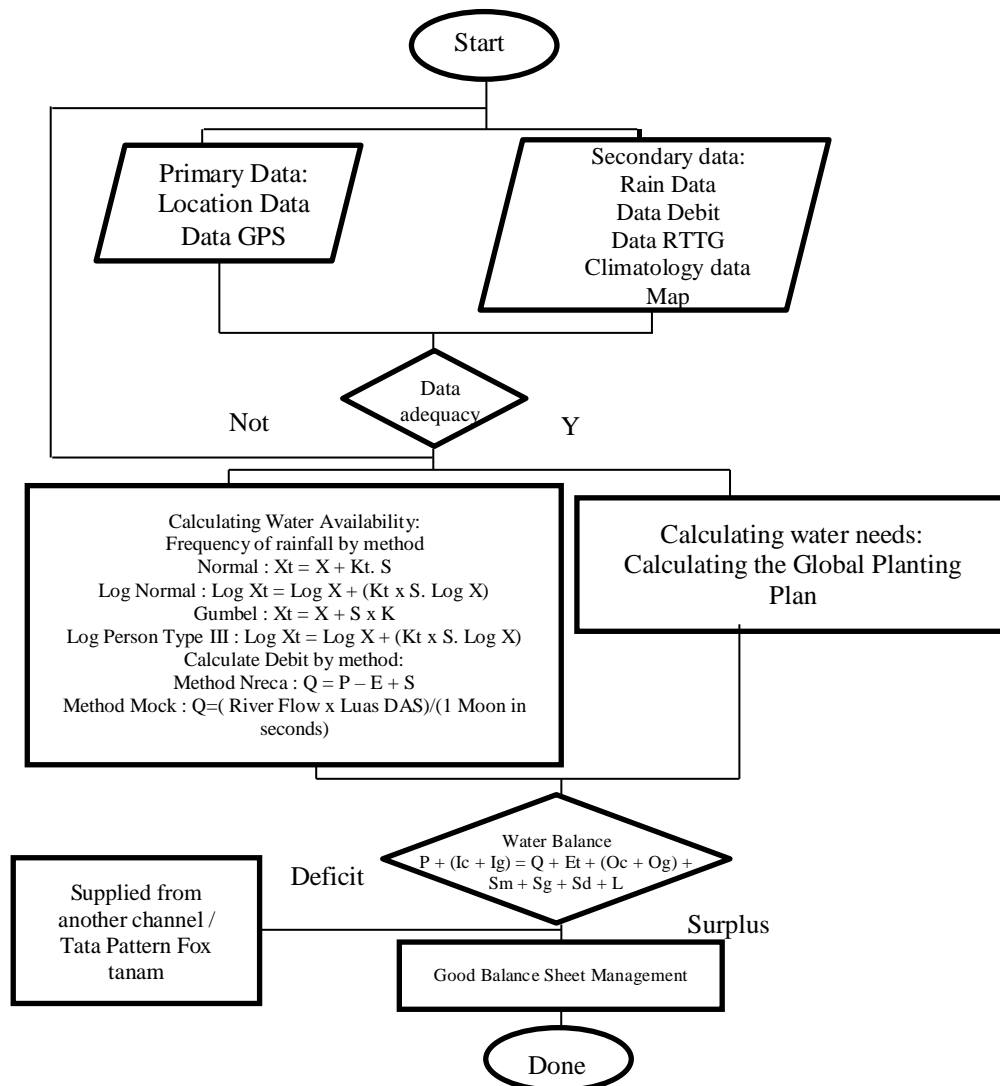 Start
Primary Data:
Location Data
Data GPS
Secondary data:
Rain Data
Data Debit
Data RTTG
Climatology data
Map
Data
adequacy
Not
Y
Calculating Water Availability:
Frequency of rainfall by method
Normal : Xt = X + Kt. S
Log Normal : Log Xt = Log X + (Kt x S. Log X)
Gumbel : Xt = X + S x K
Log Person Type III : Log Xt = Log X + (Kt x S. Log X)
Calculate Debit by method:
Method Nreca : Q = P – E + S
Method Mock : Q=( River Flow x Luas DAS)/(1 Moon in
seconds)
Calculating water needs:
Calculating the Global Planting
Plan
Water Balance
P + (Ic + Ig) = Q + Et + (Oc + Og) +
Sm + Sg + Sd + L
Deficit
Surplus
Supplied from
another channel /
Tata Pattern Fox
tanam
Good Balance Sheet Management
Done